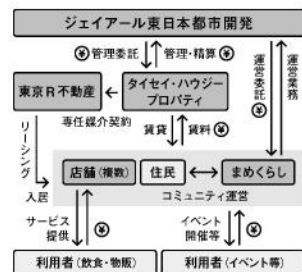 ジェイアール東日本都市開発
¥ 管理委託
管理・精算 ¥
運営委託 ¥
運営業務
東京R不動産
タイセイ・ハウジー
プロパティ
専任媒介契約
リーシング
賃貸
賃料 ¥
店舗(複数)
住民
まめくらし
入居
コミュニティ運営
サービス
提供
¥
イベント
開催等
¥
利用者(飲食・物販)
利用者(イベント等)